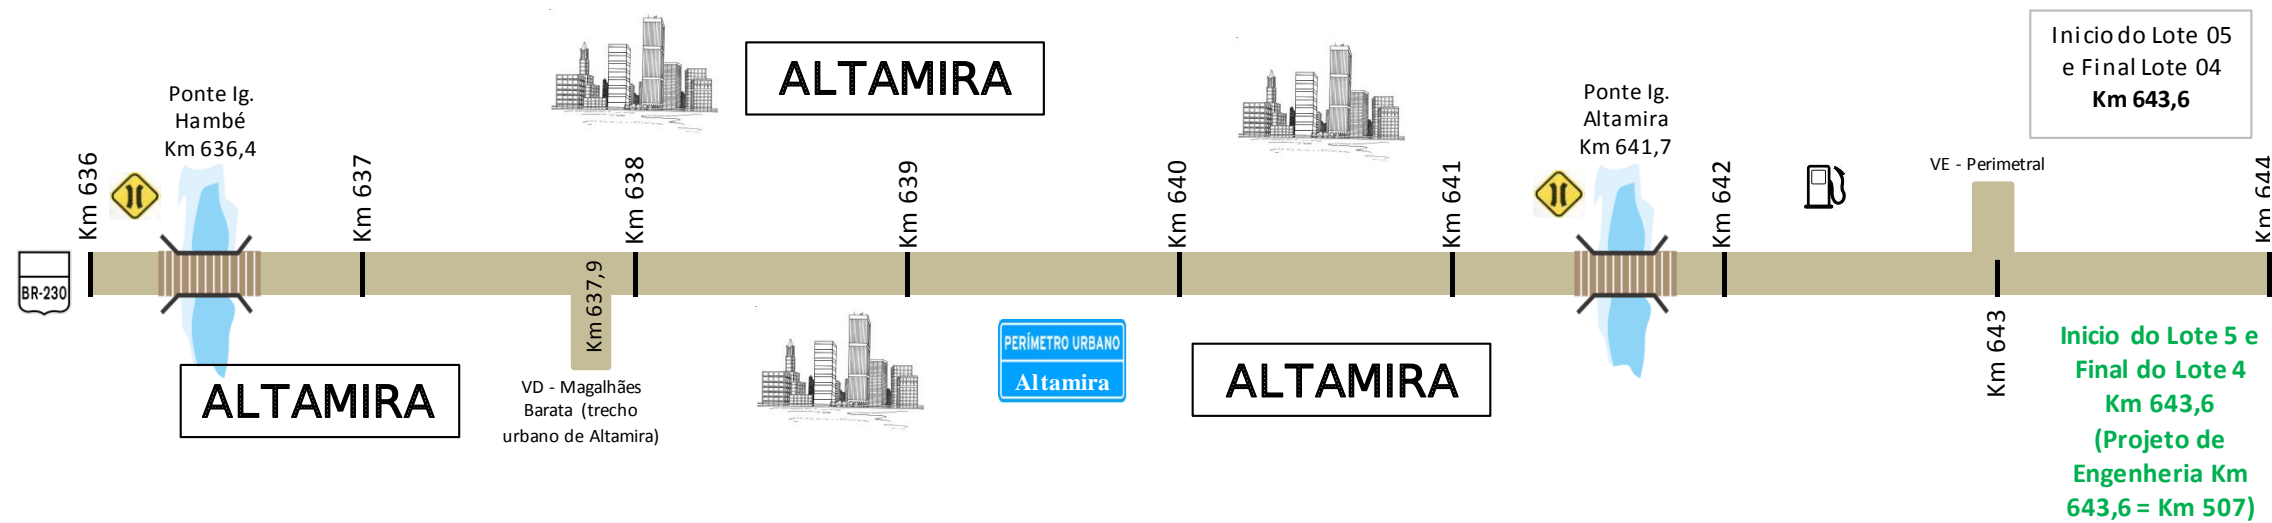 ALTAMIRA
Inicio do Lote 05
e Final Lote 04
Km 643,6
Ponte Ig.
Hambé
Km 636,4
Ponte Ig.
Altamira
Km 641,7
VE - Perimetral
Km 636
Km 637
Km 638
Km 639
Km 640
Km 641
Km 642
Km 644
BR-230
Km 637,9
Km 643
PERÍMETRO URBANO
Altamira
ALTAMIRA
VD - Magalhães
Barata (trecho
urbano de Altamira)
ALTAMIRA
Inicio do Lote 5 e
Final do Lote 4
Km 643,6
(Projeto de
Engenheria Km
643,6 = Km 507)